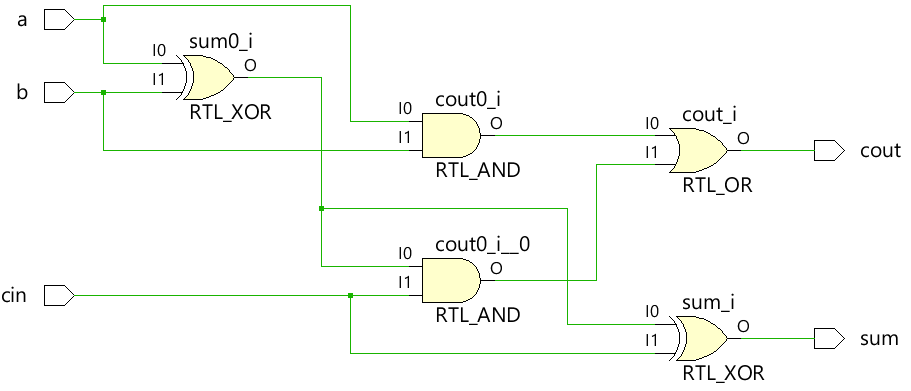 a
I0
sum0_i
O
I1
b
RTL_XOR
I0
cout0_i
O
I1
RTL_AND
I0
cout_i
O
I1
cout
RTL_OR
I0
cout0_i__0
O
I1
cin
RTL_AND
I0
sum_i
O
I1
sum
RTL_XOR